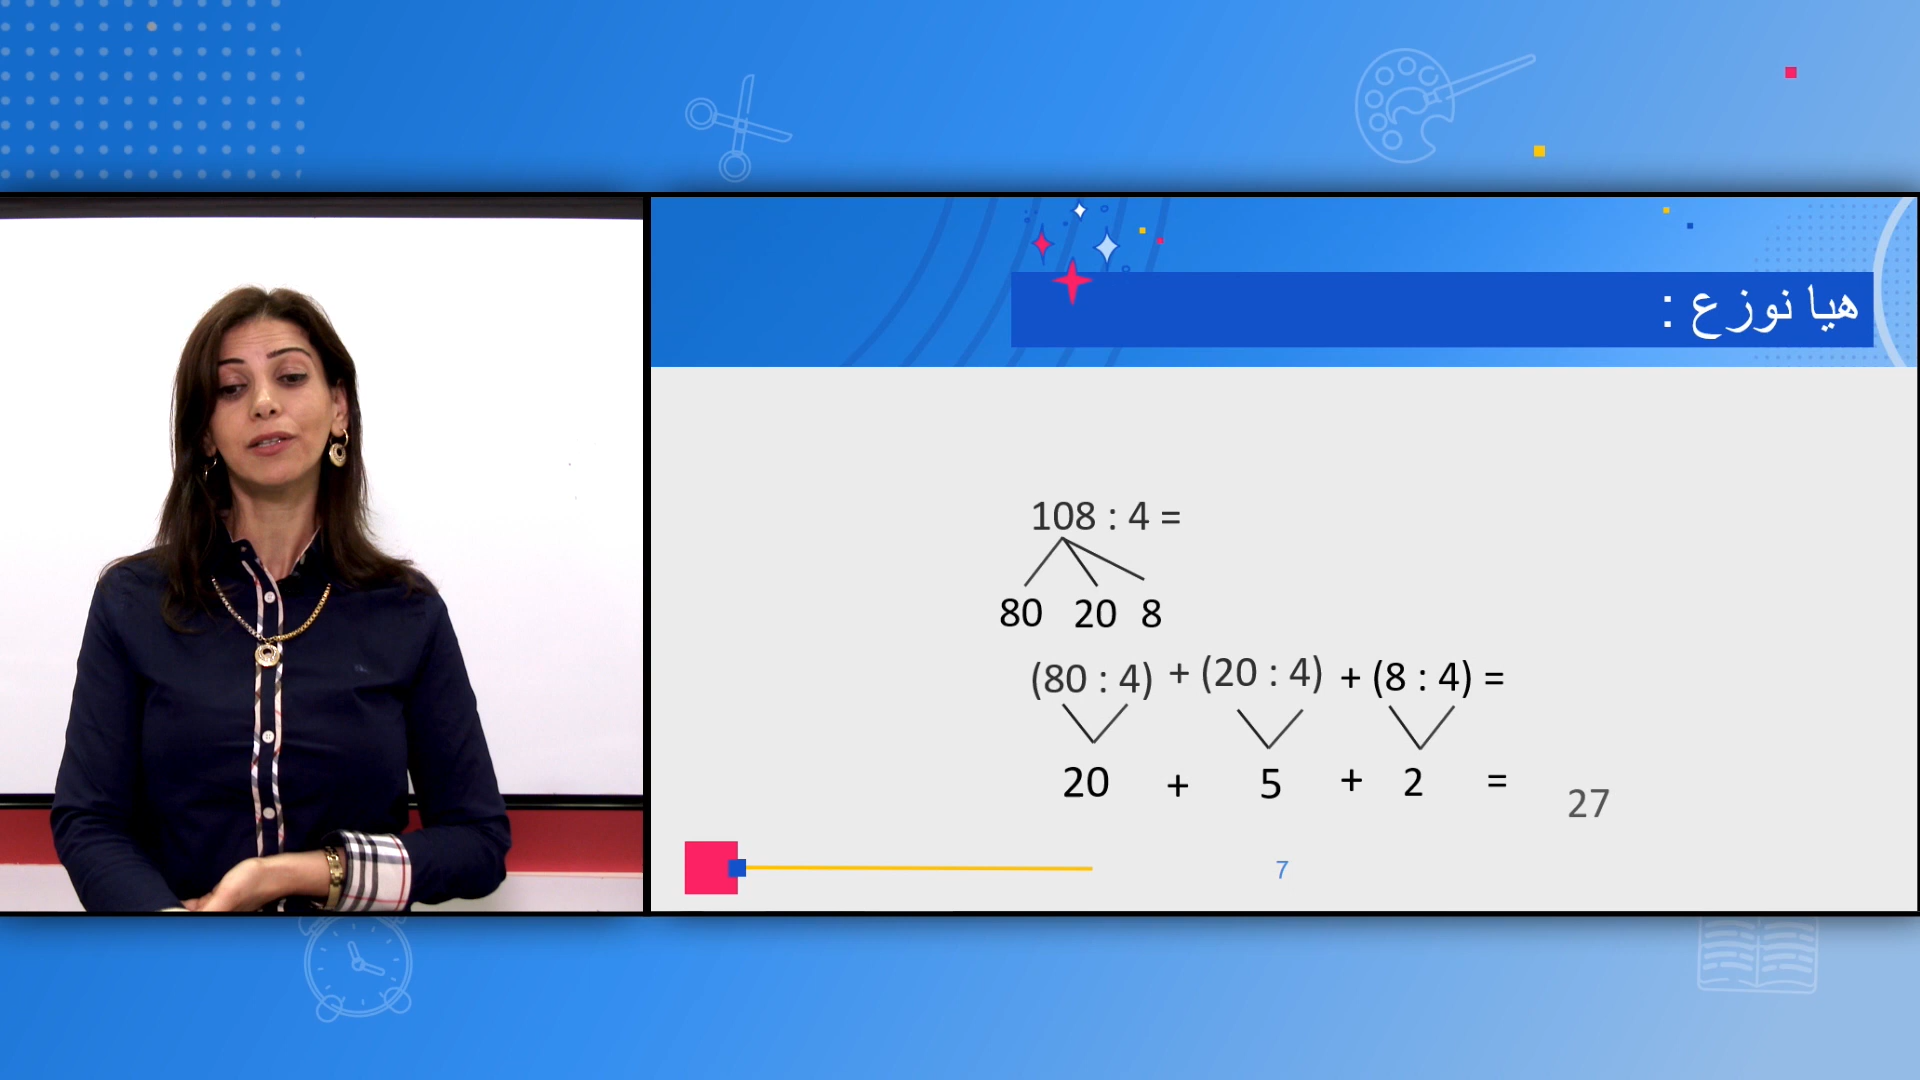 هيا نوزع :
108 : 4 =
80 20 8
(80 : 4) + (20 : 4) + (8 : 4) =
20 + 5 + 2 = 27
7